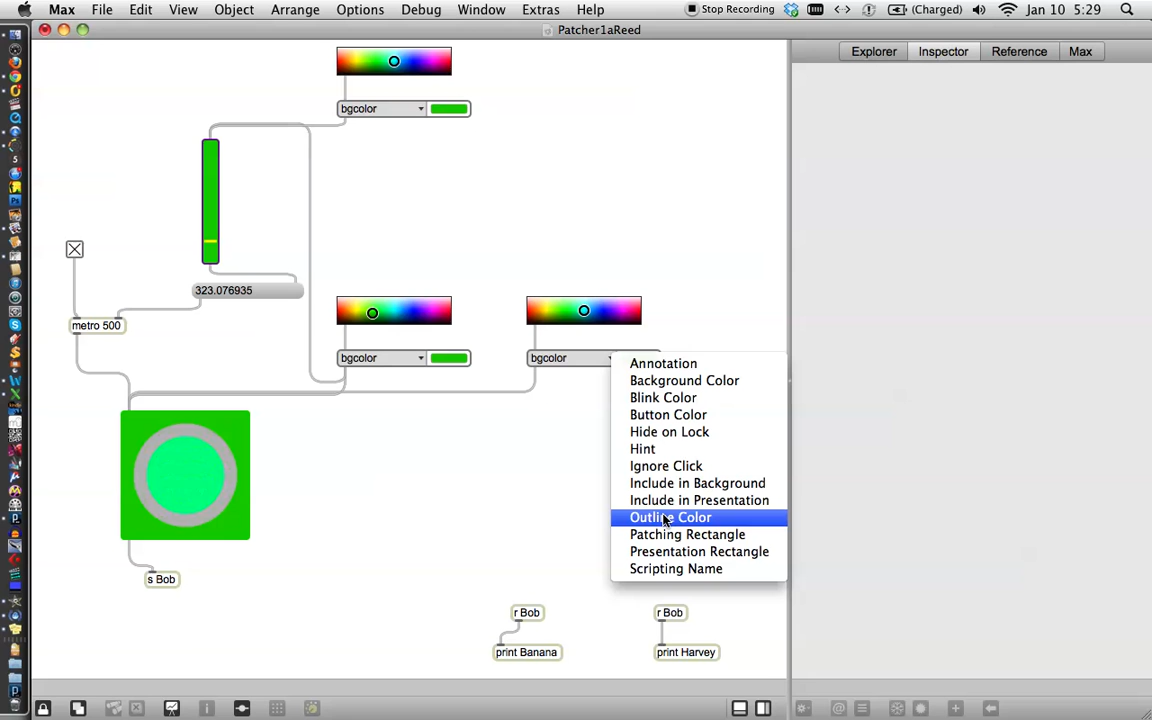 Max File Edit View Object Arrange Options Debug Window Extras Help Stop Recording (Charged) Jan 10 5:29
Patcher1aReed
Explorer Inspector Reference Max
bgcolor
323.076935
metro 500
bgcolor
bgcolor
Annotation
Background Color
Blink Color
Button Color
Hide on Lock
Hint
Ignore Click
Include in Background
Include in Presentation
Outline Color
Patching Rectangle
Presentation Rectangle
Scripting Name
s Bob
r Bob
r Bob
print Banana
print Harvey